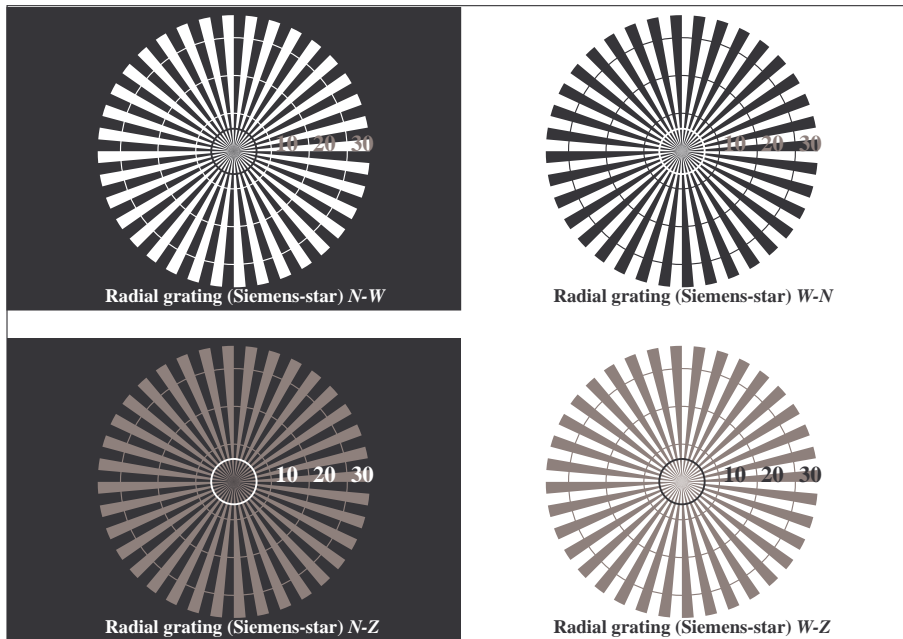 10 20 30
Radial grating (Siemens-star) N-W
10 20 30
Radial grating (Siemens-star) W-N
10 20 30
Radial grating (Siemens-star) N-Z
10 20 30
Radial grating (Siemens-star) W-Z